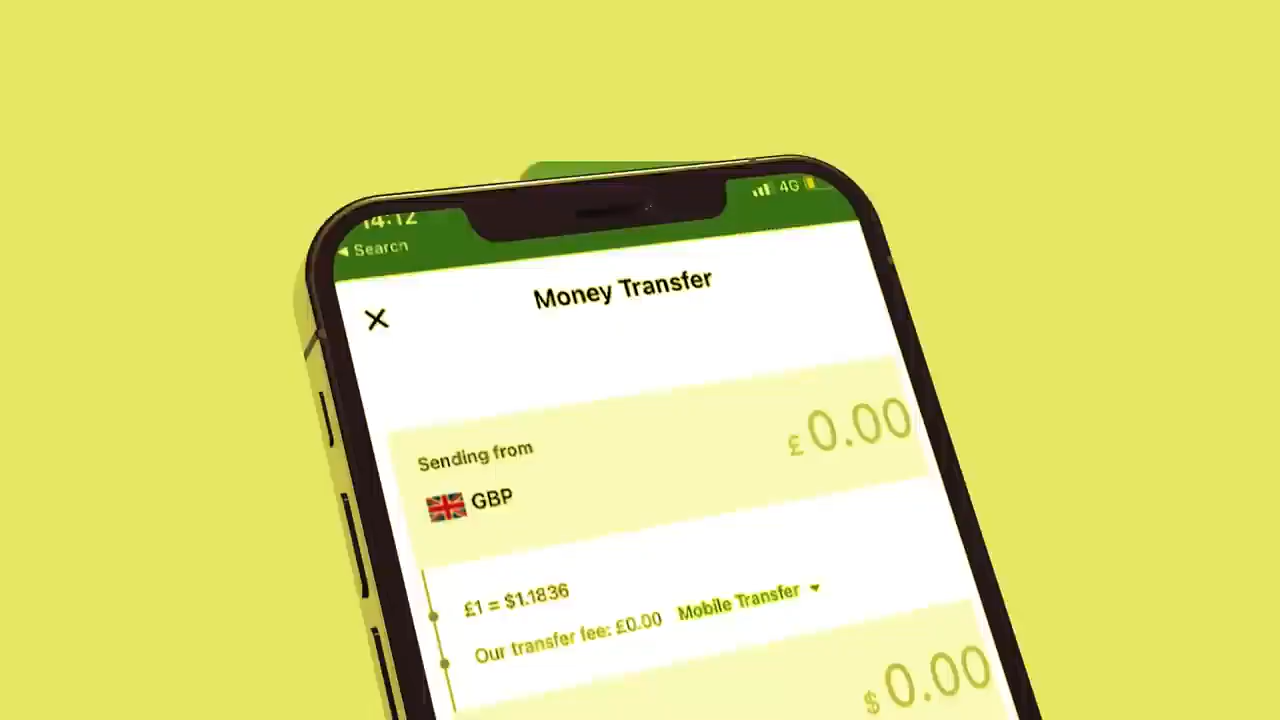 14:12
4G
◀ Search
Money Transfer
Sending from
£0.00
GBP
£1 = $1.1836
Our transfer fee: £0.00 Mobile Transfer ▾
$0.00